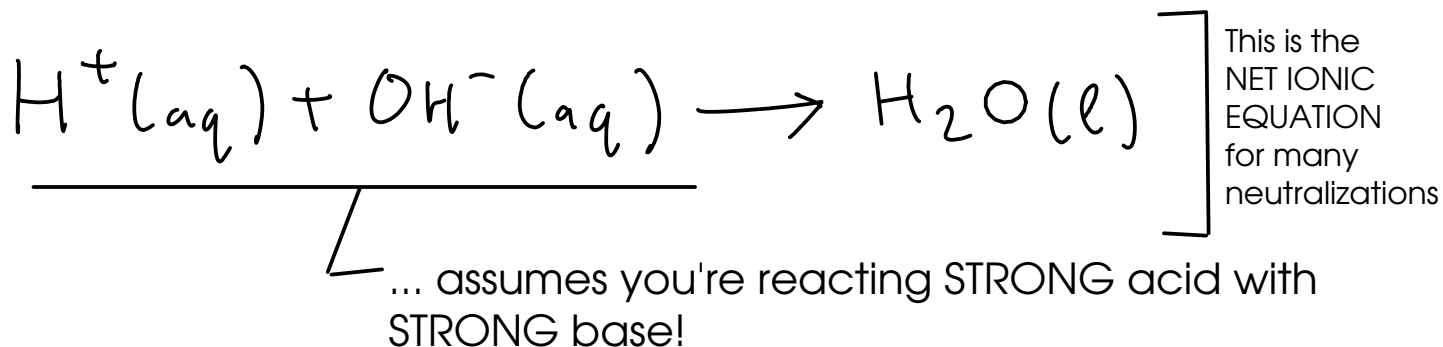 H⁺(aq) + OH⁻(aq) → H₂O(l)
This is the
NET IONIC
EQUATION
for many
neutralizations
... assumes you're reacting STRONG acid with
STRONG base!